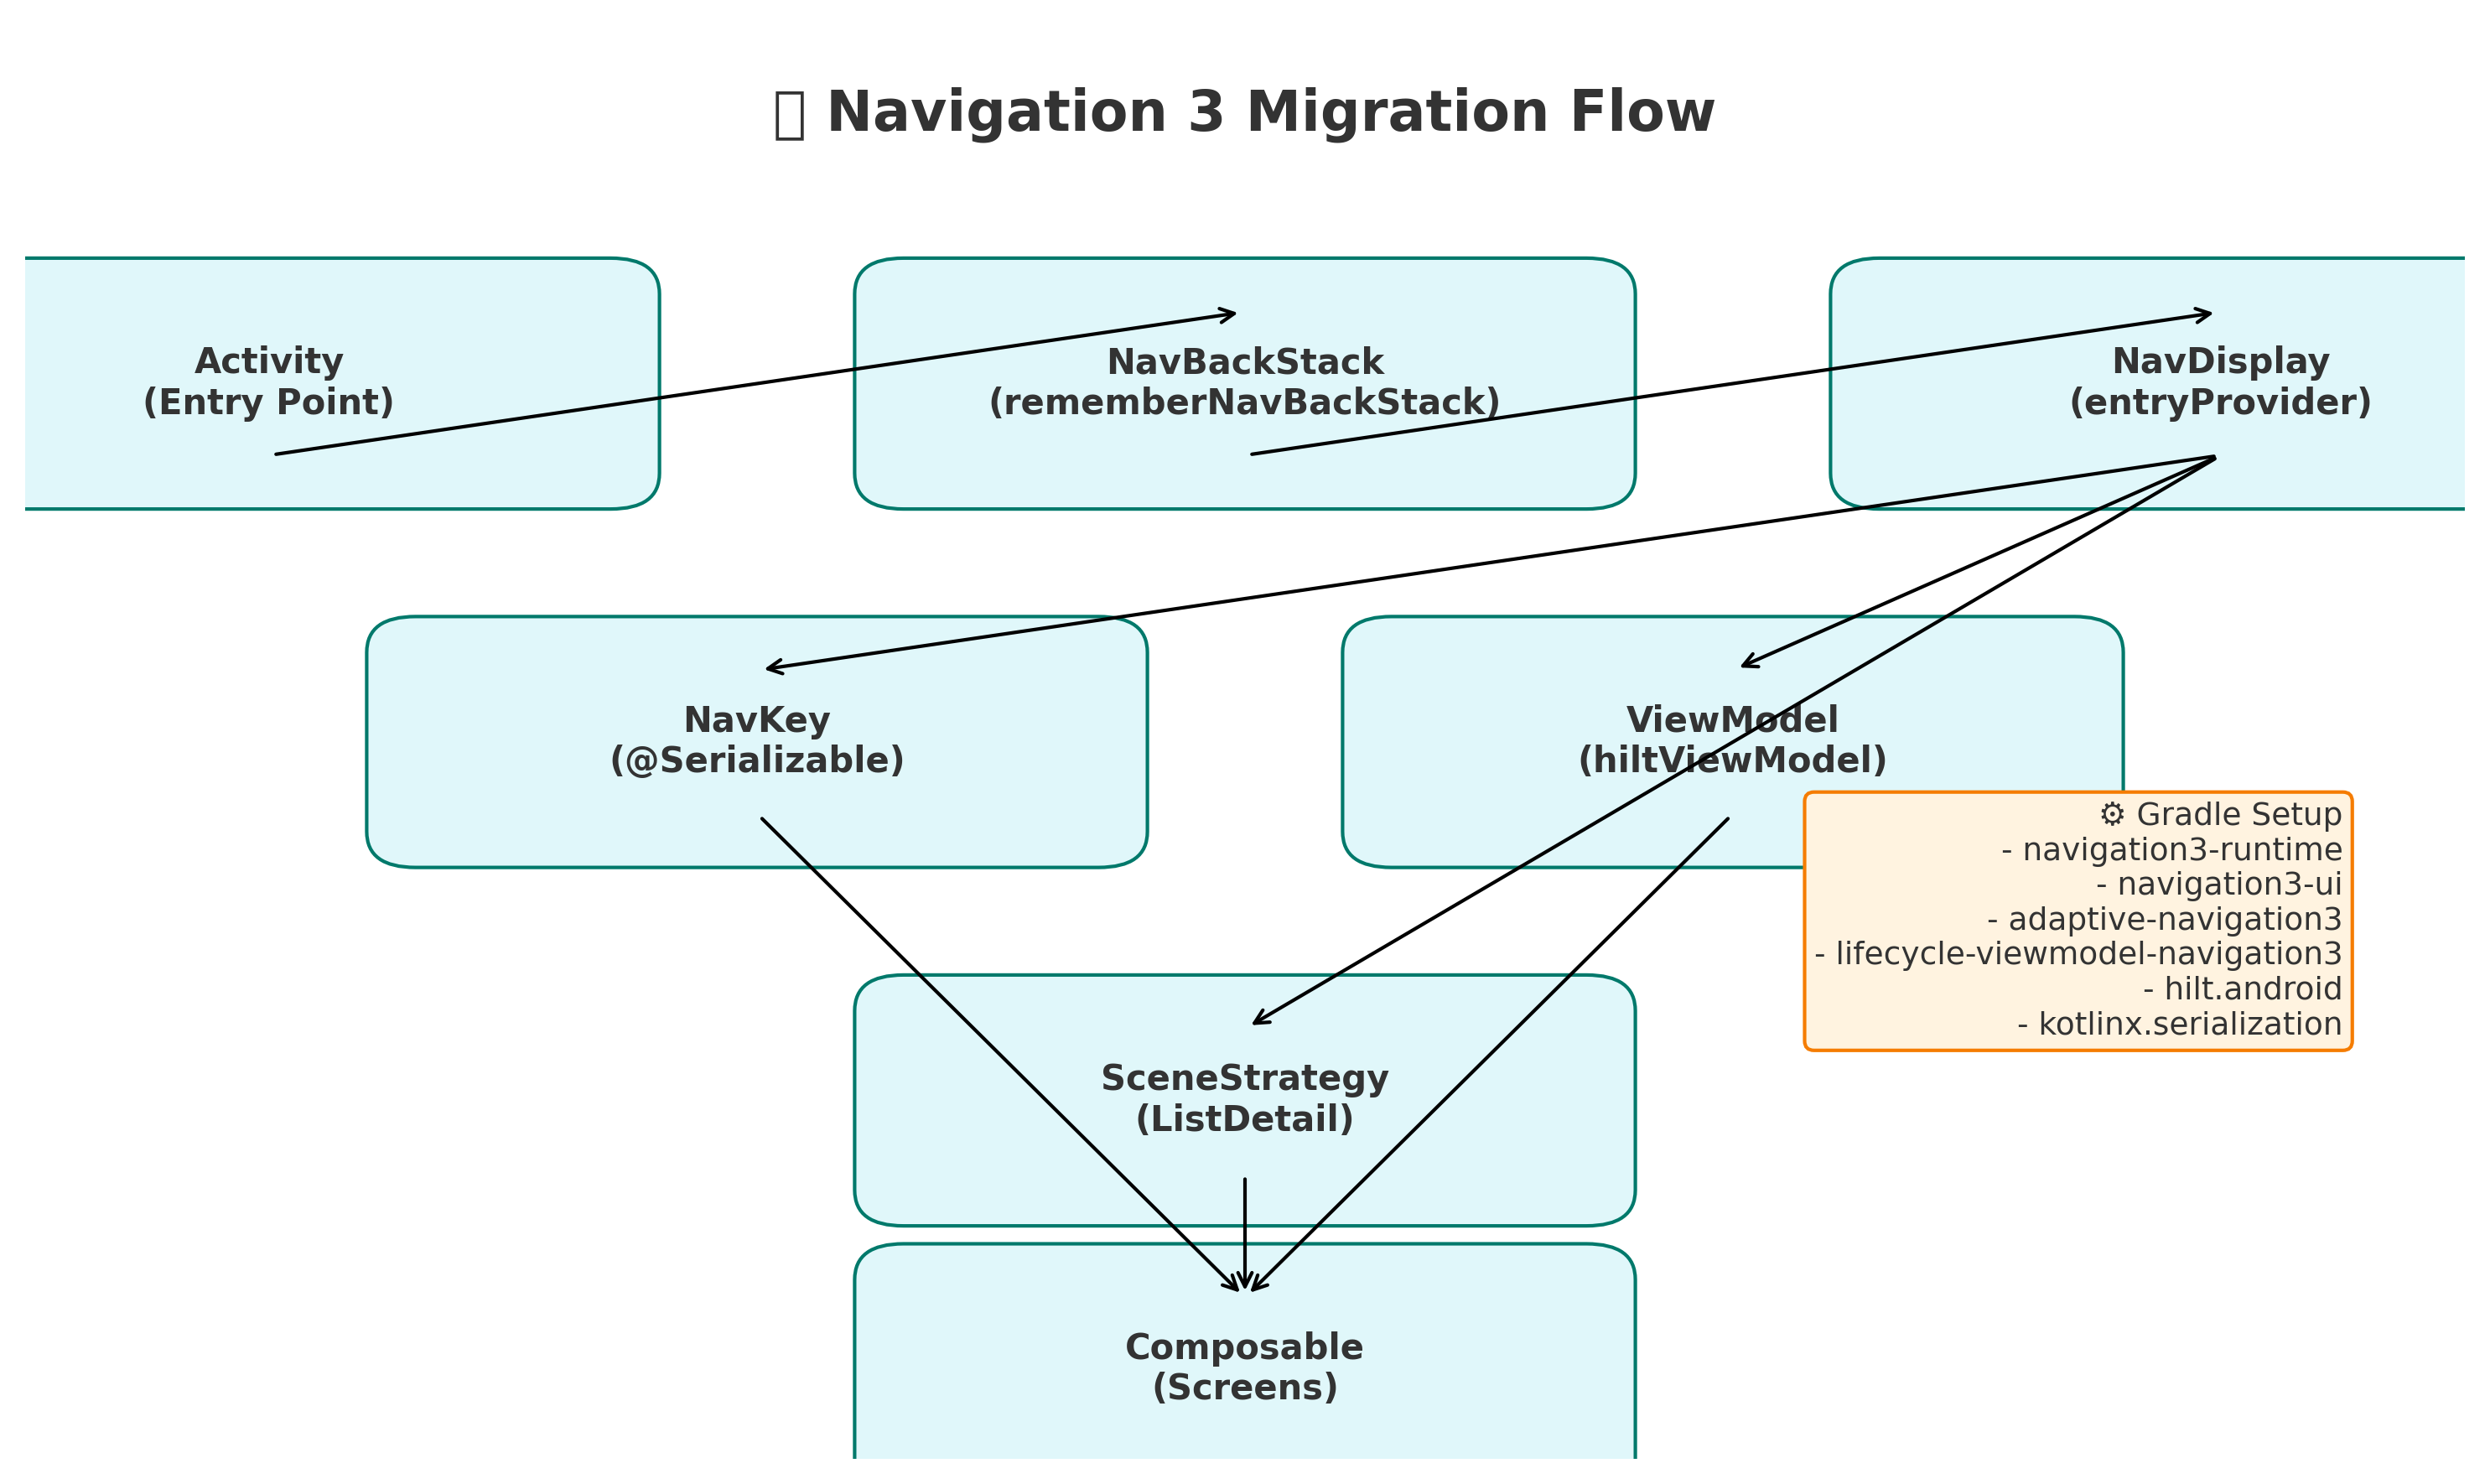 Navigation 3 Migration Flow
Activity
(Entry Point)
NavBackStack
(rememberNavBackStack)
NavDisplay
(entryProvider)
NavKey
(@Serializable)
ViewModel
(hiltViewModel)
⚙ Gradle Setup
- navigation3-runtime
- navigation3-ui
- adaptive-navigation3
- lifecycle-viewmodel-navigation3
- hilt.android
- kotlinx.serialization
SceneStrategy
(ListDetail)
Composable
(Screens)